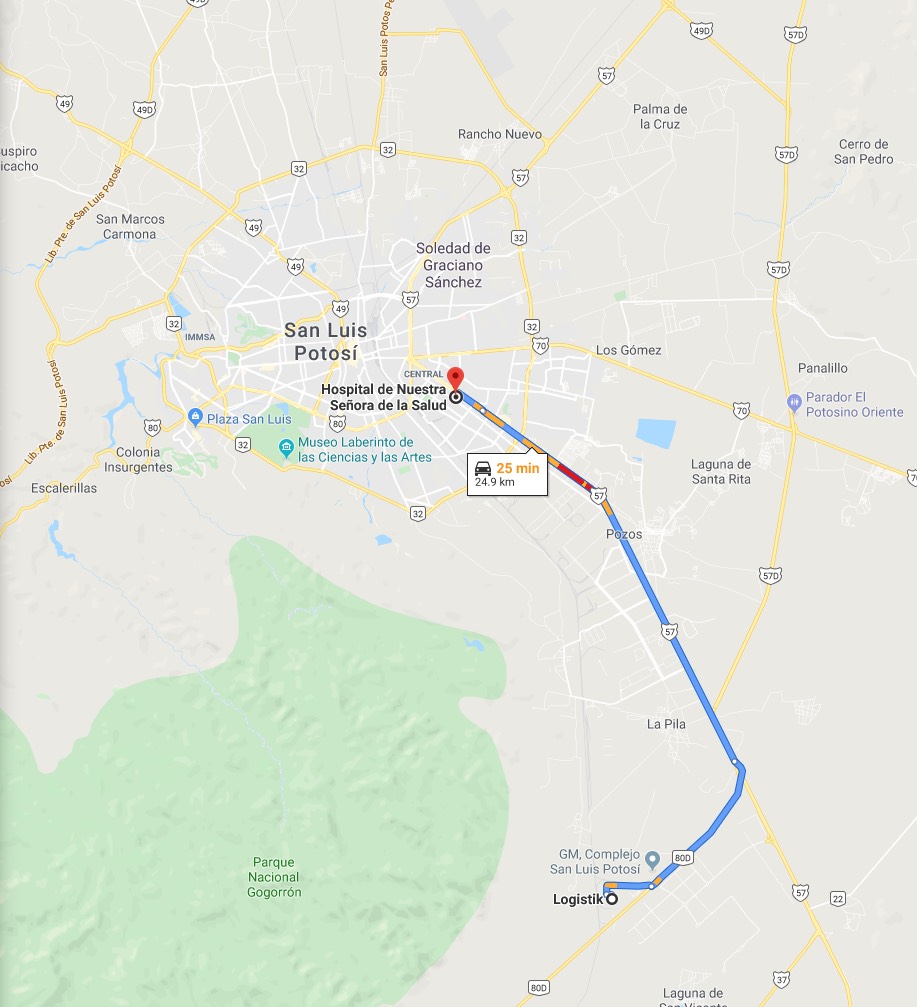 San Luis Potos
49D
57D
57
49
49D
Palma de
la Cruz
Rancho Nuevo
Cerro de
San Pedro
32
57D
uspiro
icacho
32
57
Lib. Pte. de San Luis Potosí
San Marcos
Carmona
49
32
Soledad de
Graciano
Sánchez
49
57D
57
49
32
32
IMMSA
San Luis
Potosí
70
Los Gómez
CENTRAL
Panalillo
Hospital de Nuestra
Señora de la Salud
Parador El
Potosino Oriente
70
Lib. Pte. de San Luis Potosí
Plaza San Luis
80
80
32
Museo Laberinto de
las Ciencias y las Artes
Colonia
Insurgentes
25 min
24.9 km
Laguna de
Santa Rita
Escalerillas
57
32
Pozos
57D
57
La Pila
GM, Complejo
San Luis Potosí
80D
Parque
Nacional
Gogorrón
Logistik
57
22
37
80D
Laguna de